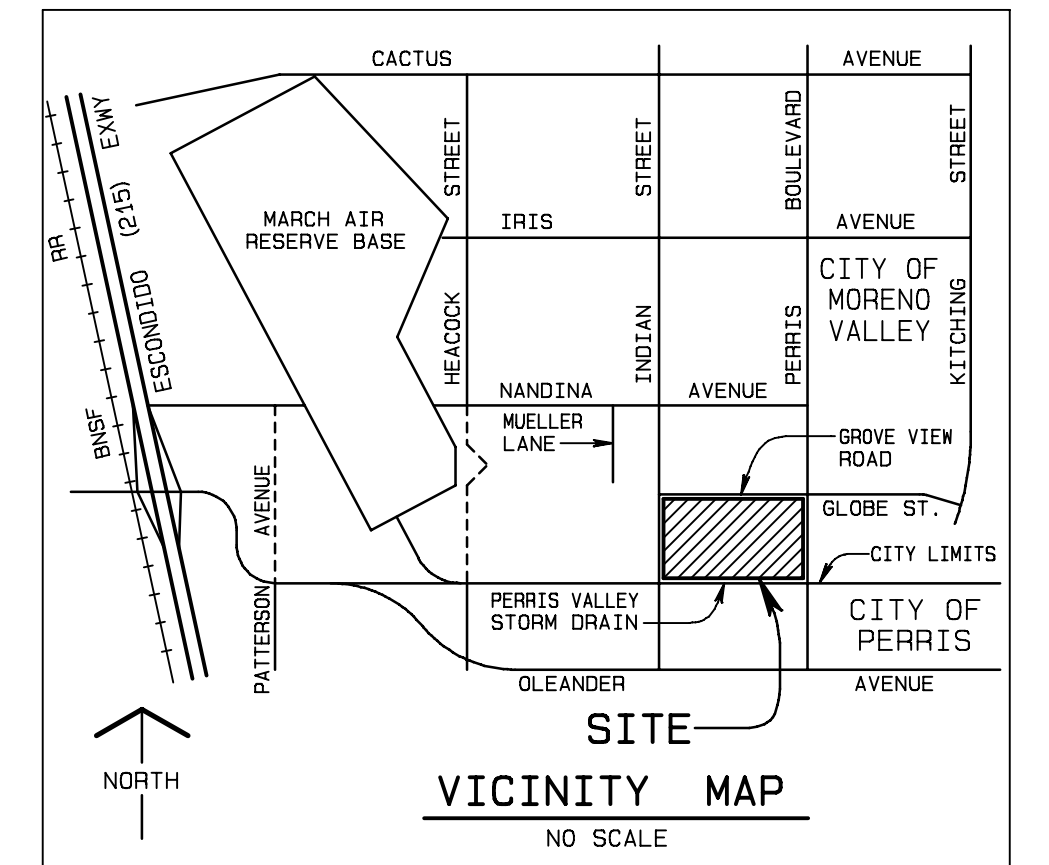 CACTUS
AVENUE
EXWY
(215)
ESCONDIDO
RR
BNSF
MARCH AIR
RESERVE BASE
STREET
HEACOCK
IRIS
AVENUE
STREET
INDIAN
BOULEVARD
PERRIS
STREET
KITCHING
CITY OF
MORENO
VALLEY
NANDINA
AVENUE
MUELLER
LANE
GROVE VIEW
ROAD
GLOBE ST.
CITY LIMITS
AVENUE
PATTERSON
PERRIS VALLEY
STORM DRAIN
CITY OF
PERRIS
OLEANDER
AVENUE
SITE
NORTH
VICINITY MAP
NO SCALE